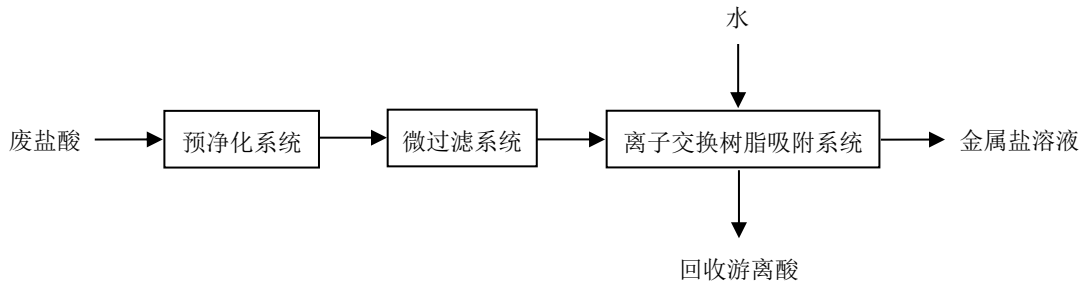 水
废盐酸
预净化系统
微过滤系统
离子交换树脂吸附系统
金属盐溶液
回收游离酸